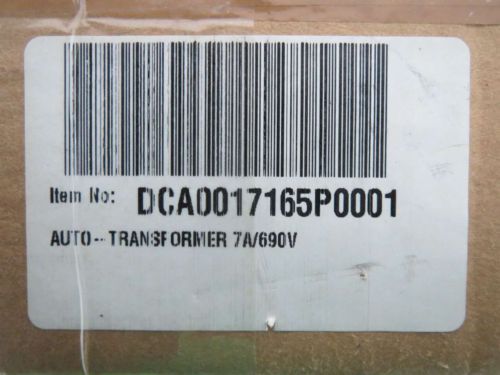 Item No: DCA0017165P0001
AUTO--TRANSFORMER 7A/690V